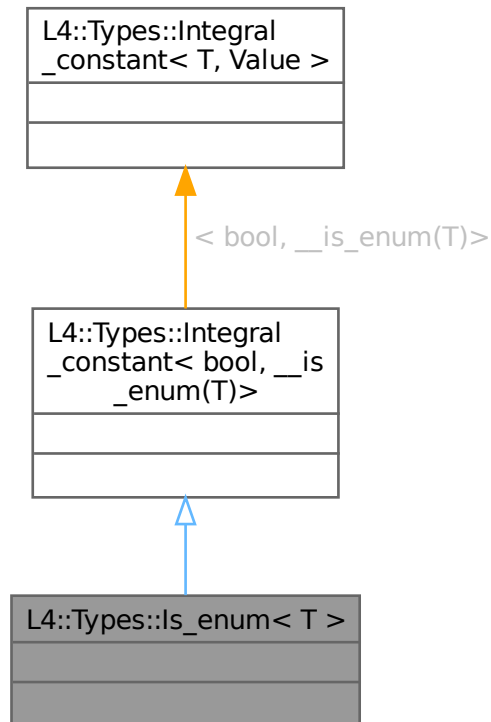 L4::Types::Integral
_constant< T, Value >
< bool, __is_enum(T)>
L4::Types::Integral
_constant< bool, __is
_enum(T)>
L4::Types::Is_enum< T >